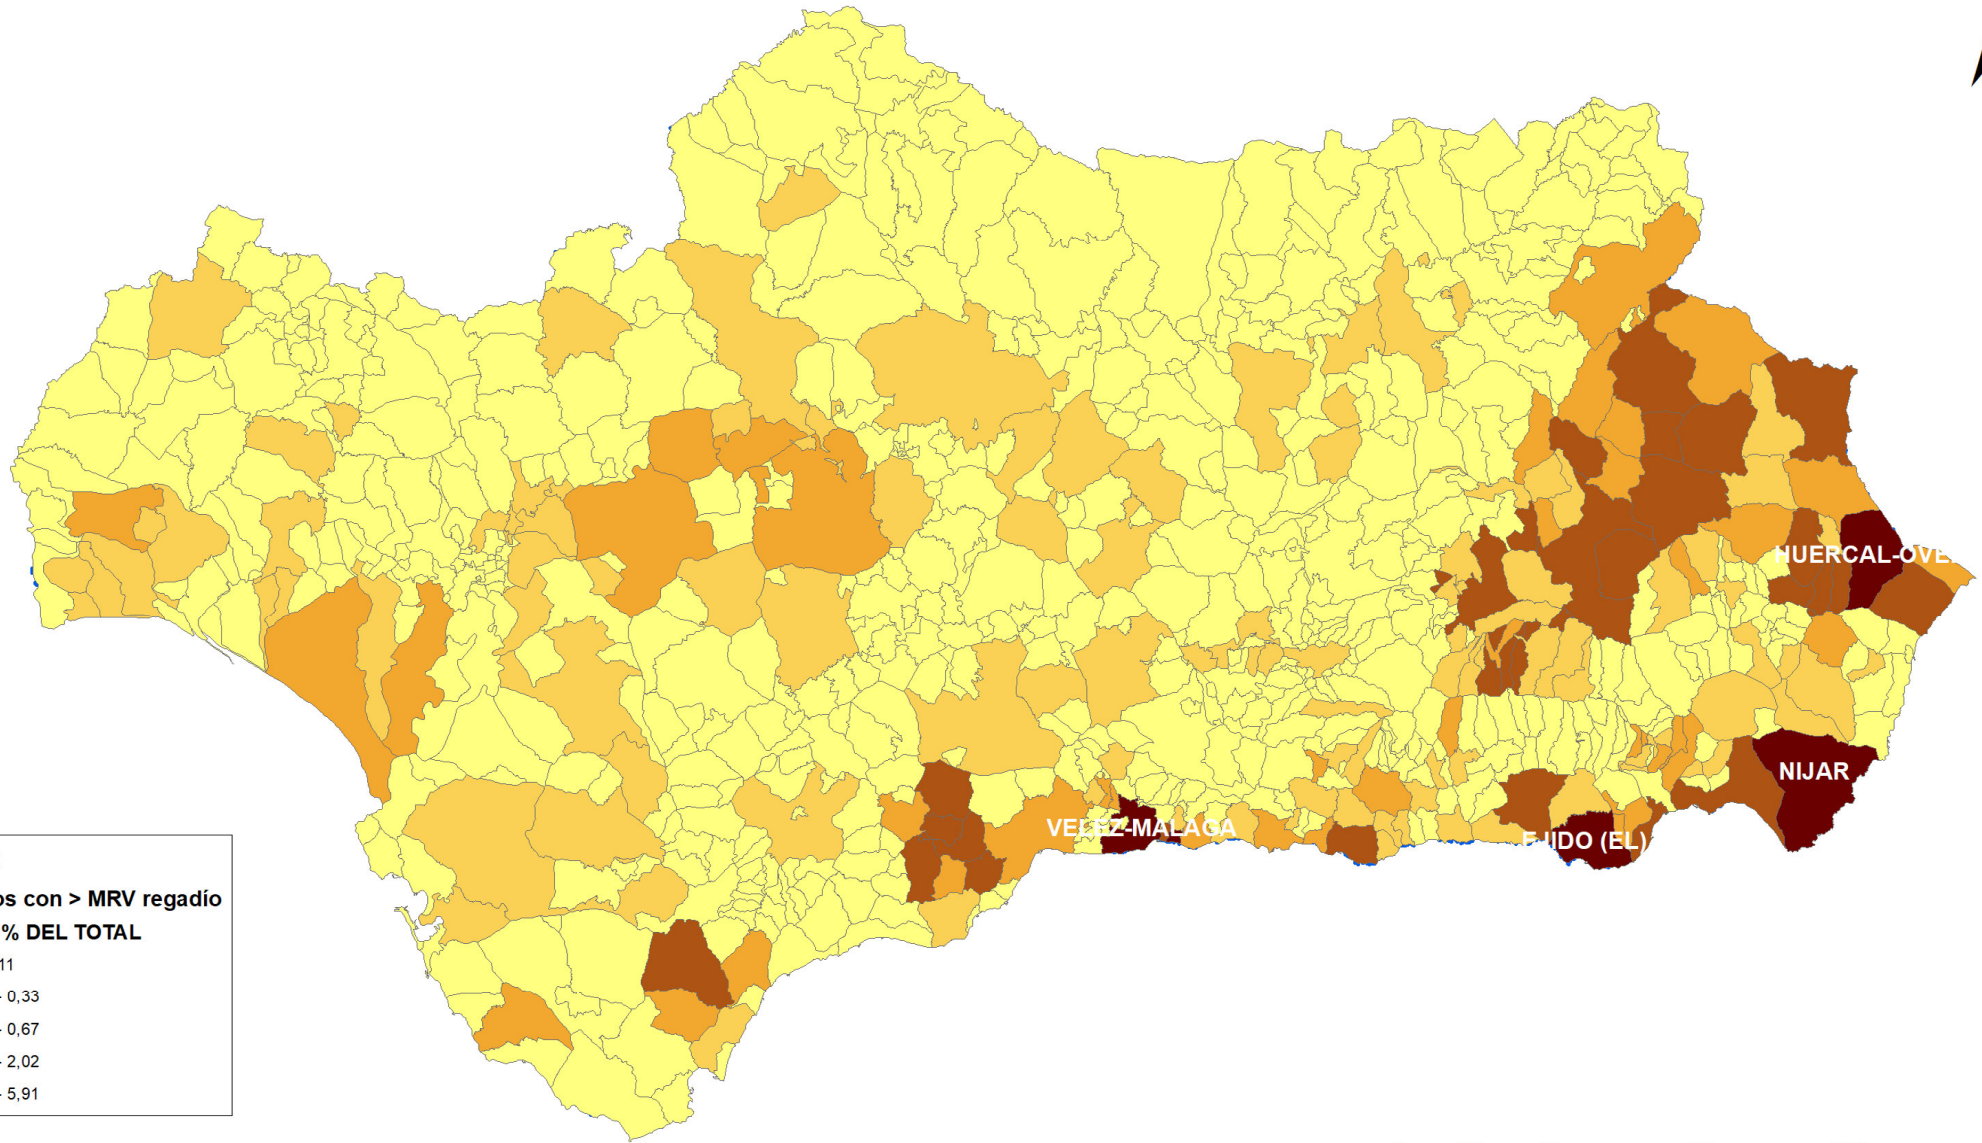 HUERCAL-OVE
NIJAR
VELEZ-MALAGA
EJIDO (EL)
os con > MRV regadío
% DEL TOTAL
11
- 0,33
- 0,67
- 2,02
- 5,91